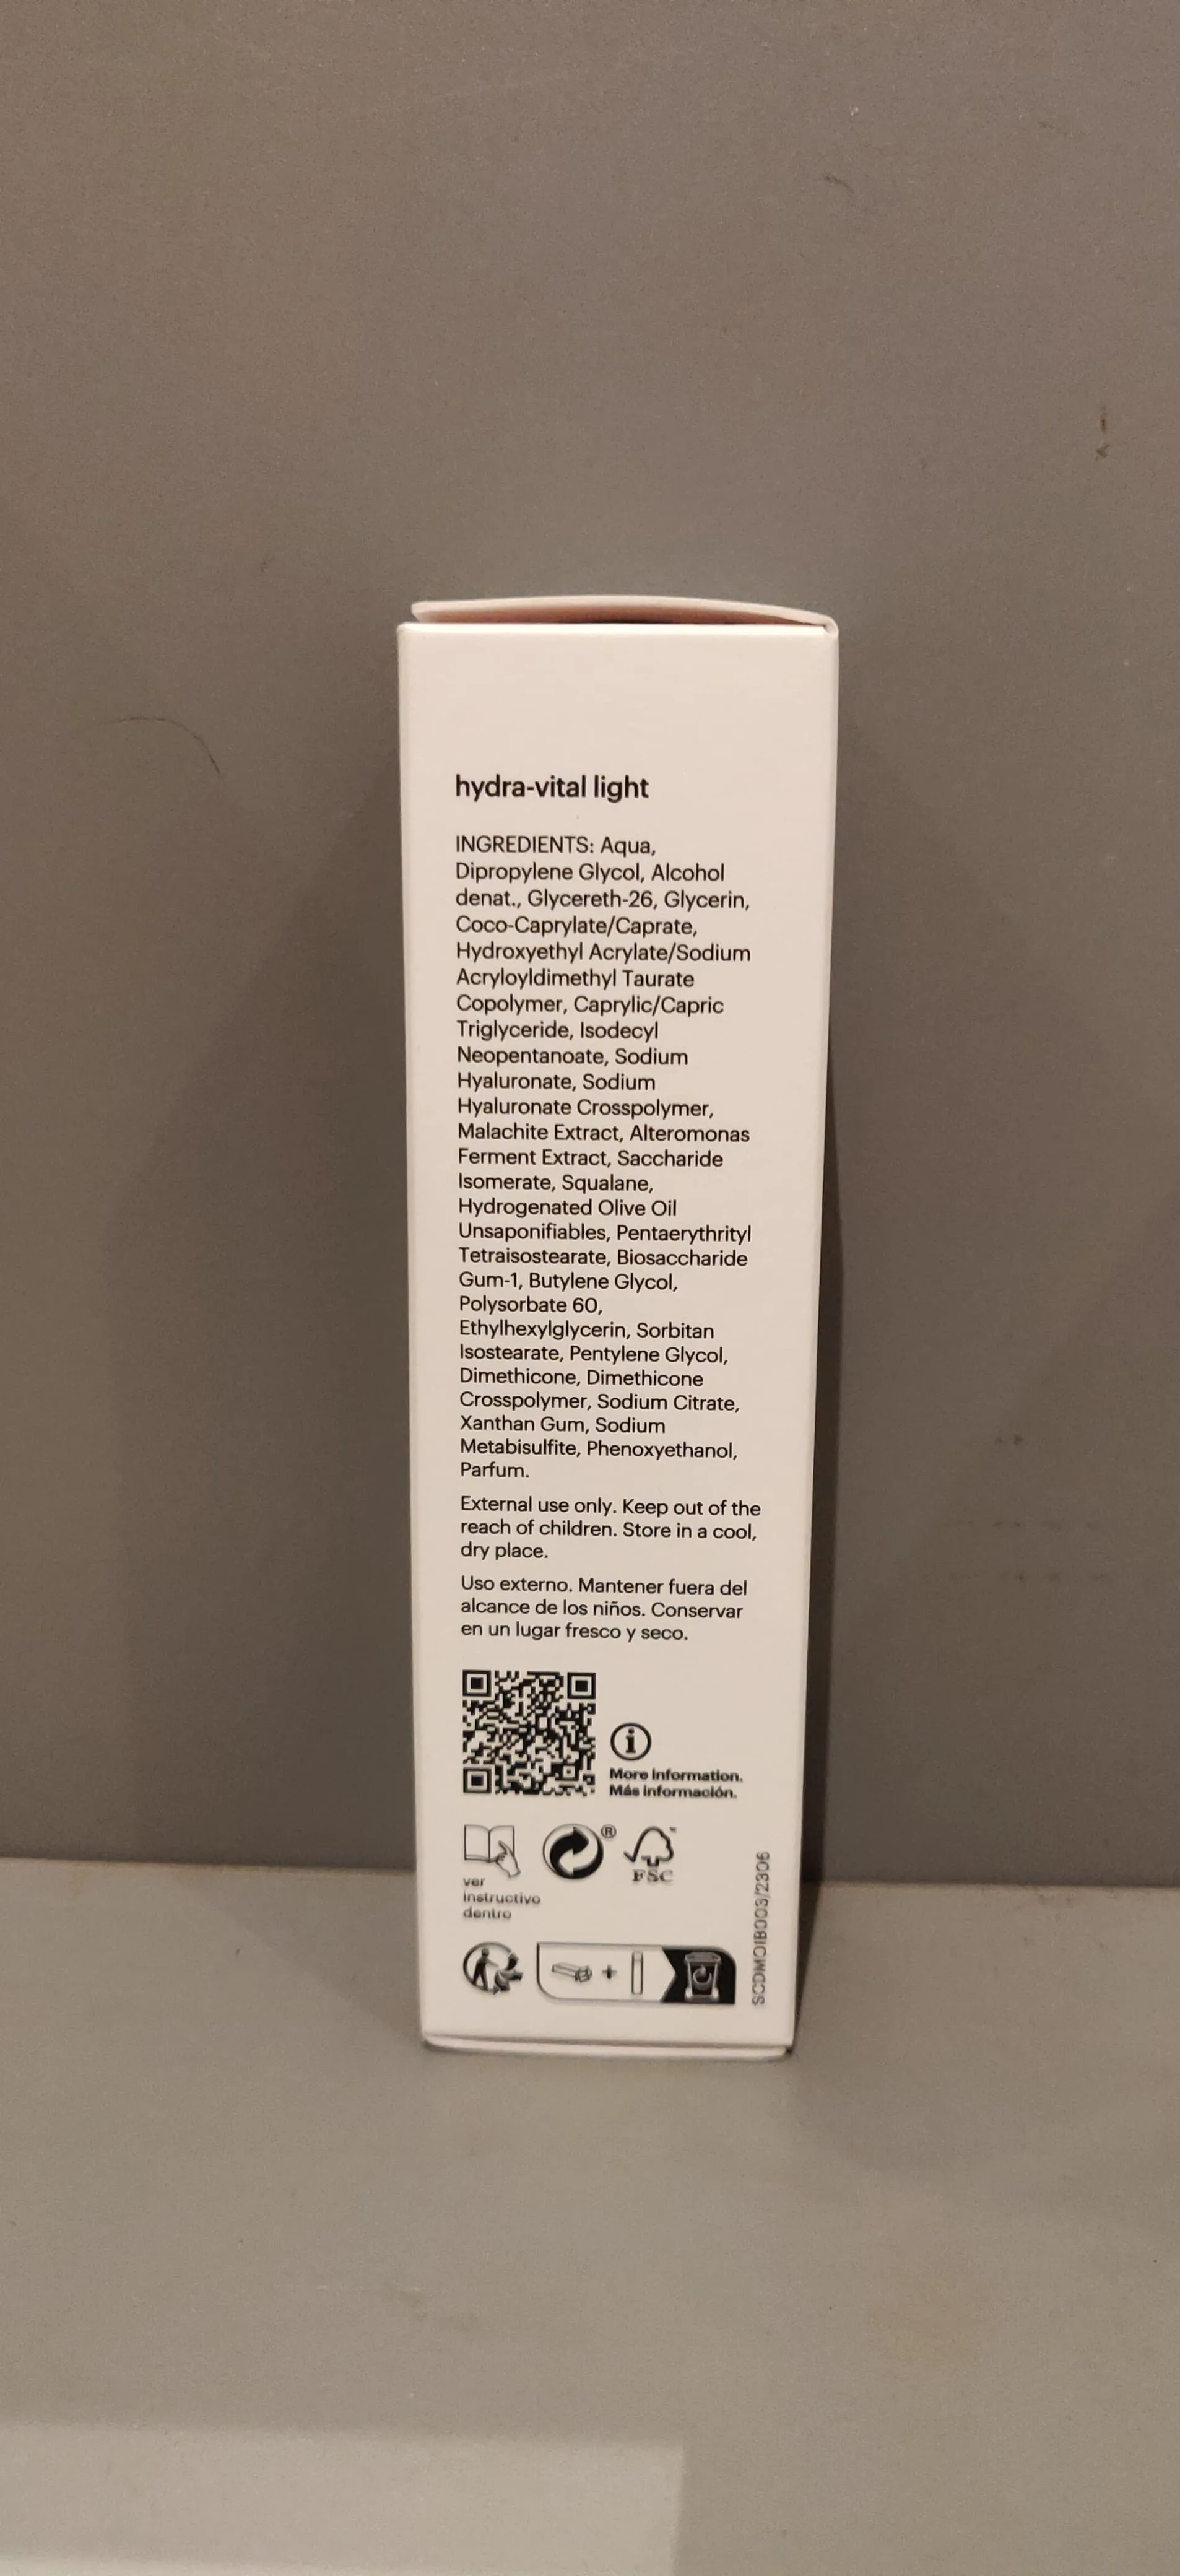 hydra-vital light
INGREDIENTS: Aqua,
Dipropylene Glycol, Alcohol
denat., Glycereth-26, Glycerin,
Coco-Caprylate/Caprate,
Hydroxyethyl Acrylate/Sodium
Acryloyldimethyl Taurate
Copolymer, Caprylic/Capric
Triglyceride, Isodecyl
Neopentanoate, Sodium
Hyaluronate, Sodium
Hyaluronate Crosspolymer,
Malachite Extract, Alteromonas
Ferment Extract, Saccharide
Isomerate, Squalane,
Hydrogenated Olive Oil
Unsaponifiables, Pentaerythrityl
Tetraisostearate, Biosaccharide
Gum-1, Butylene Glycol,
Polysorbate 60,
Ethylhexylglycerin, Sorbitan
Isostearate, Pentylene Glycol,
Dimethicone, Dimethicone
Crosspolymer, Sodium Citrate,
Xanthan Gum, Sodium
Metabisulfite, Phenoxyethanol,
Parfum.
External use only. Keep out of the
reach of children. Store in a cool,
dry place.
Uso externo. Mantener fuera del
alcance de los niños. Conservar
en un lugar fresco y seco.
More information.
Más información.
®
™
FSC
ver
instructivo
dentro
SCDMOIB003/2306